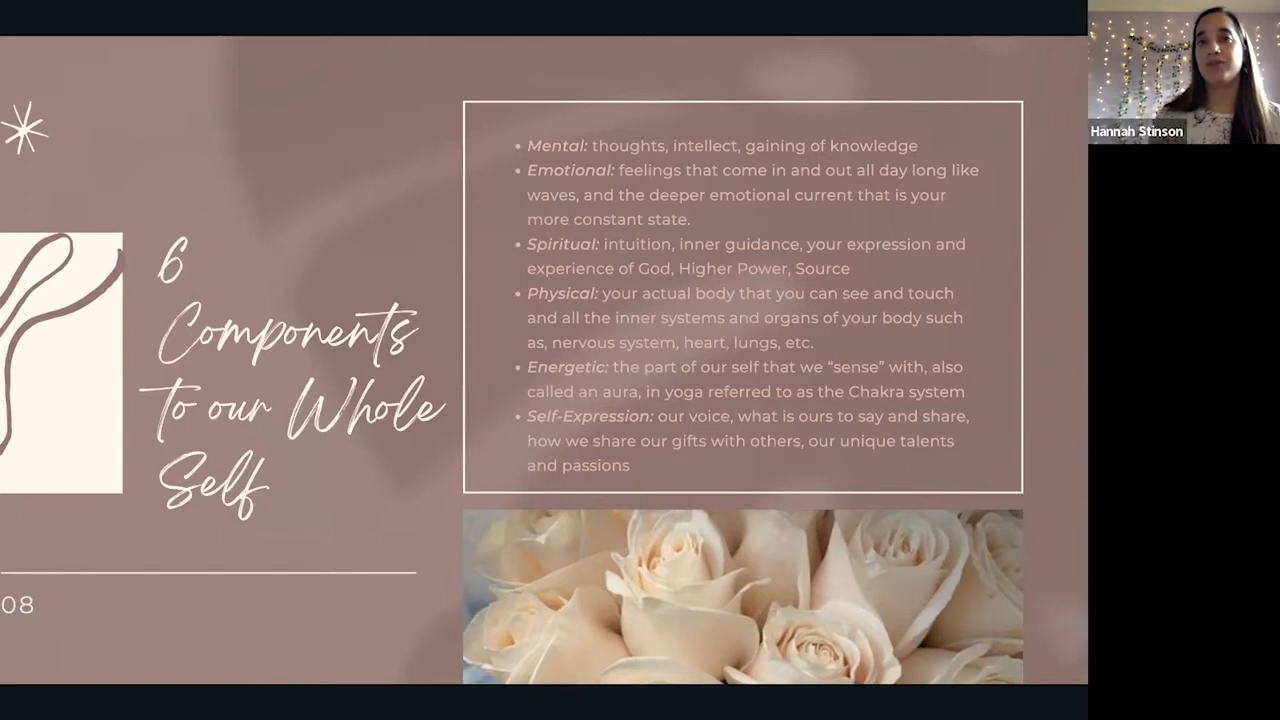 6
Components
to our Whole
Self
08
• Mental: thoughts, intellect, gaining of knowledge
• Emotional: feelings that come in and out all day long like
waves, and the deeper emotional current that is your
more constant state.
• Spiritual: intuition, inner guidance, your expression and
experience of God, Higher Power, Source
• Physical: your actual body that you can see and touch
and all the inner systems and organs of your body such
as, nervous system, heart, lungs, etc.
• Energetic: the part of our self that we “sense” with, also
called an aura, in yoga referred to as the Chakra system
• Self-Expression: our voice, what is ours to say and share,
how we share our gifts with others, our unique talents
and passions
Hannah Stinson